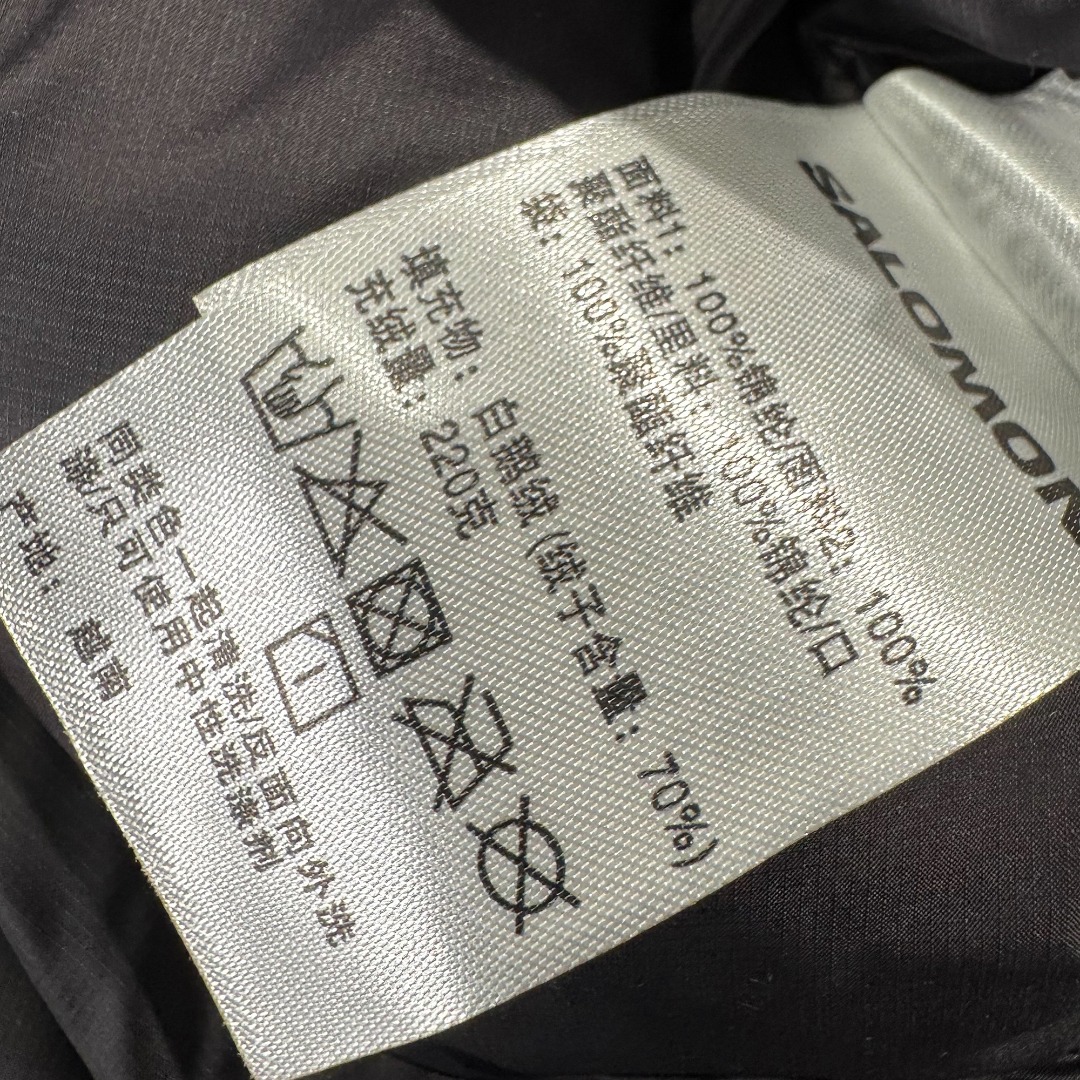 SALOMON
面料1：100%锦纶/面料2：100%
聚酯纤维/里料：100%锦纶/口
袋：100%聚酯纤维
填充物：白鸭绒（绒子含量：70%）
充绒量：220克
同类色一起清洗/反面向外洗
涤/只可使用中性洗涤剂
产地：越南